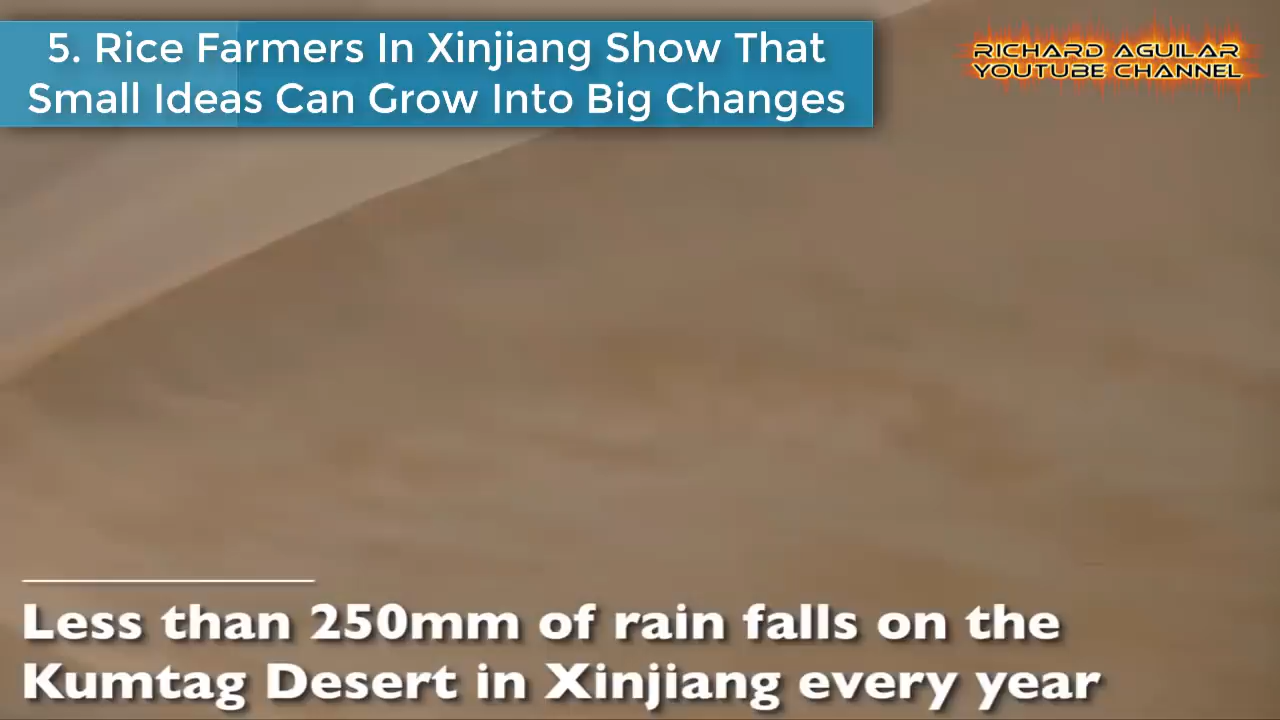 5. Rice Farmers In Xinjiang Show That
Small Ideas Can Grow Into Big Changes
RICHARD AGUILAR
YOUTUBE CHANNEL
Less than 250mm of rain falls on the
Kumtag Desert in Xinjiang every year